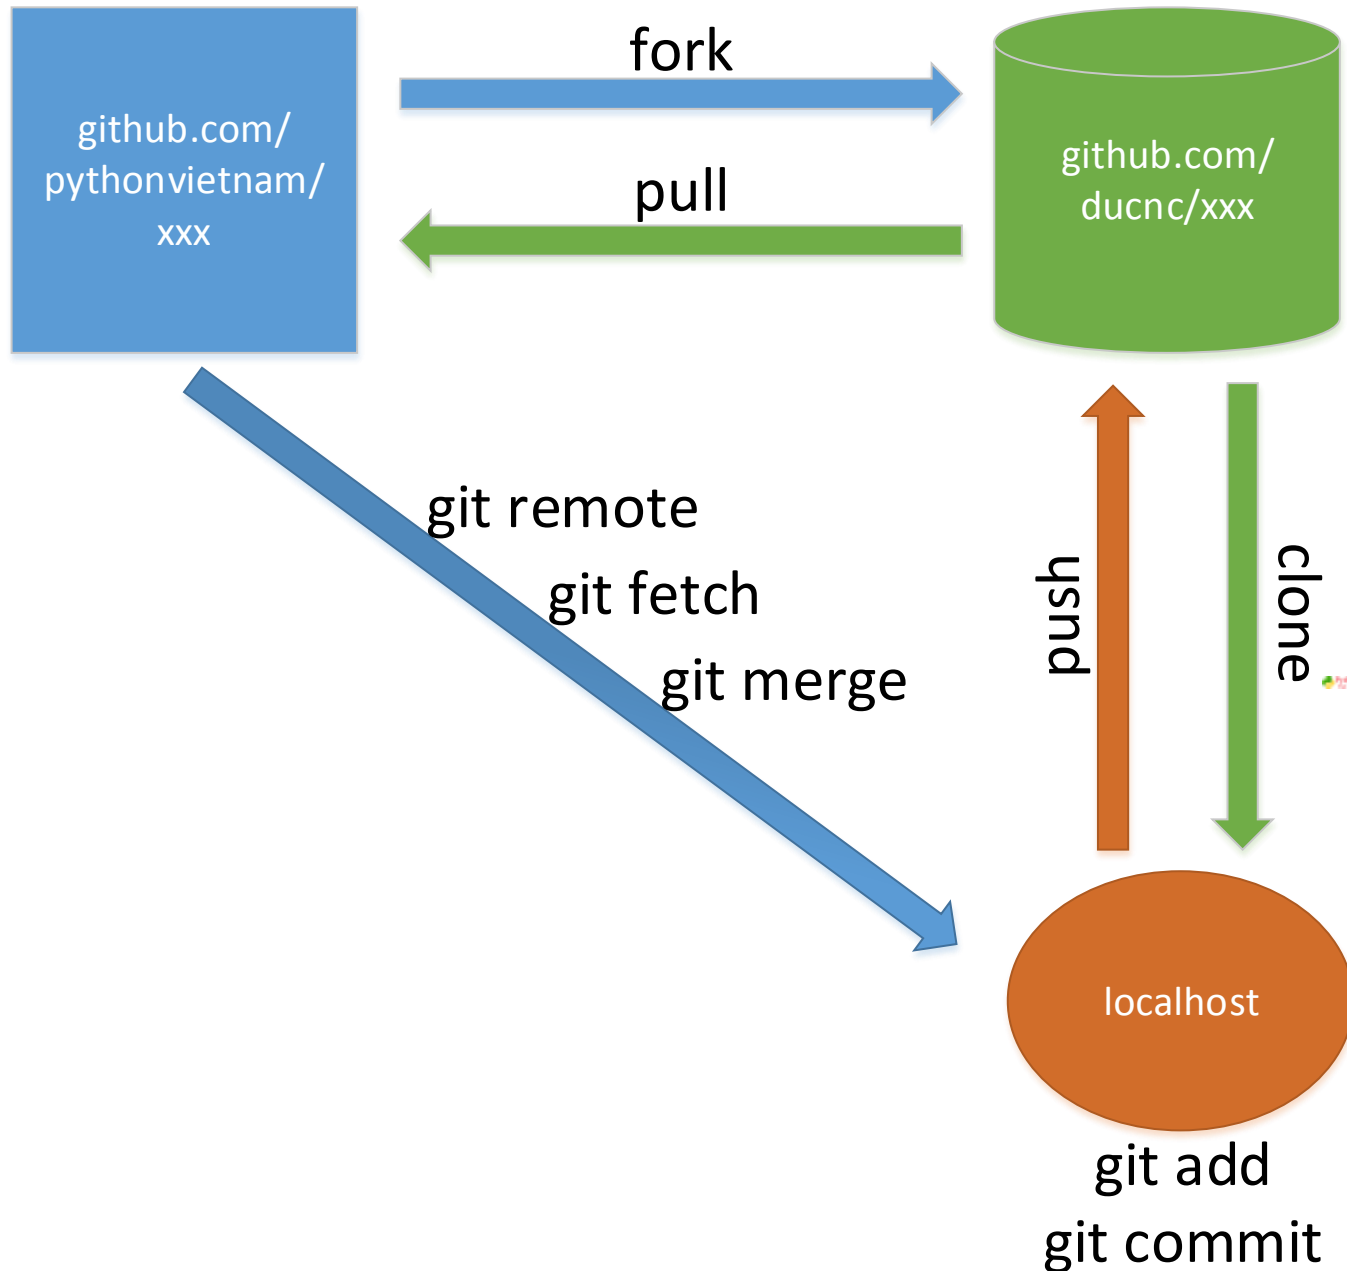 fork
github.com/
pythonvietnam/
xxx
pull
github.com/
ducnc/xxx
git remote
git fetch
git merge
push
clone
localhost
git add
git commit